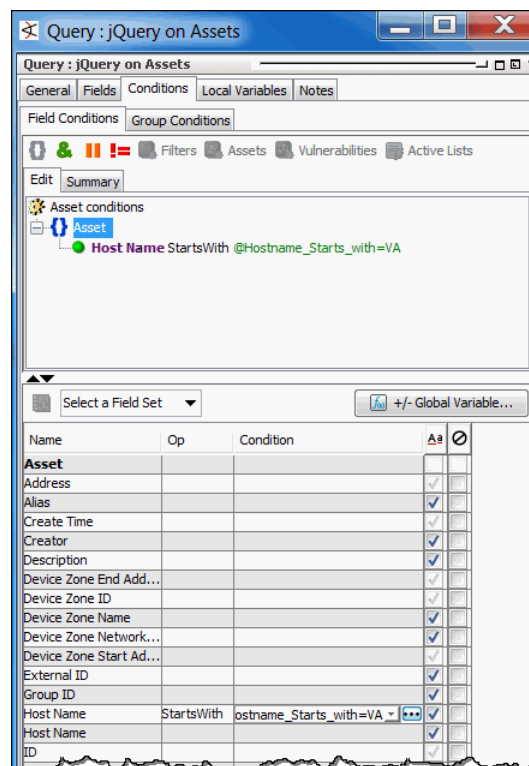 Query : jQuery on Assets
Query : jQuery on Assets
General Fields Conditions Local Variables Notes
Field Conditions Group Conditions
{} & || != Filters Assets Vulnerabilities Active Lists
Edit Summary
Asset conditions
{} Asset
Host Name StartsWith @Hostname_Starts_with=VA
Select a Field Set +/- Global Variable...
Name Op Condition Aa
Asset
Address
Alias
Create Time
Creator
Description
Device Zone End Add...
Device Zone ID
Device Zone Name
Device Zone Network...
Device Zone Start Ad...
External ID
Group ID
Host Name StartsWith ostname_Starts_with=VA ...
Host Name
ID